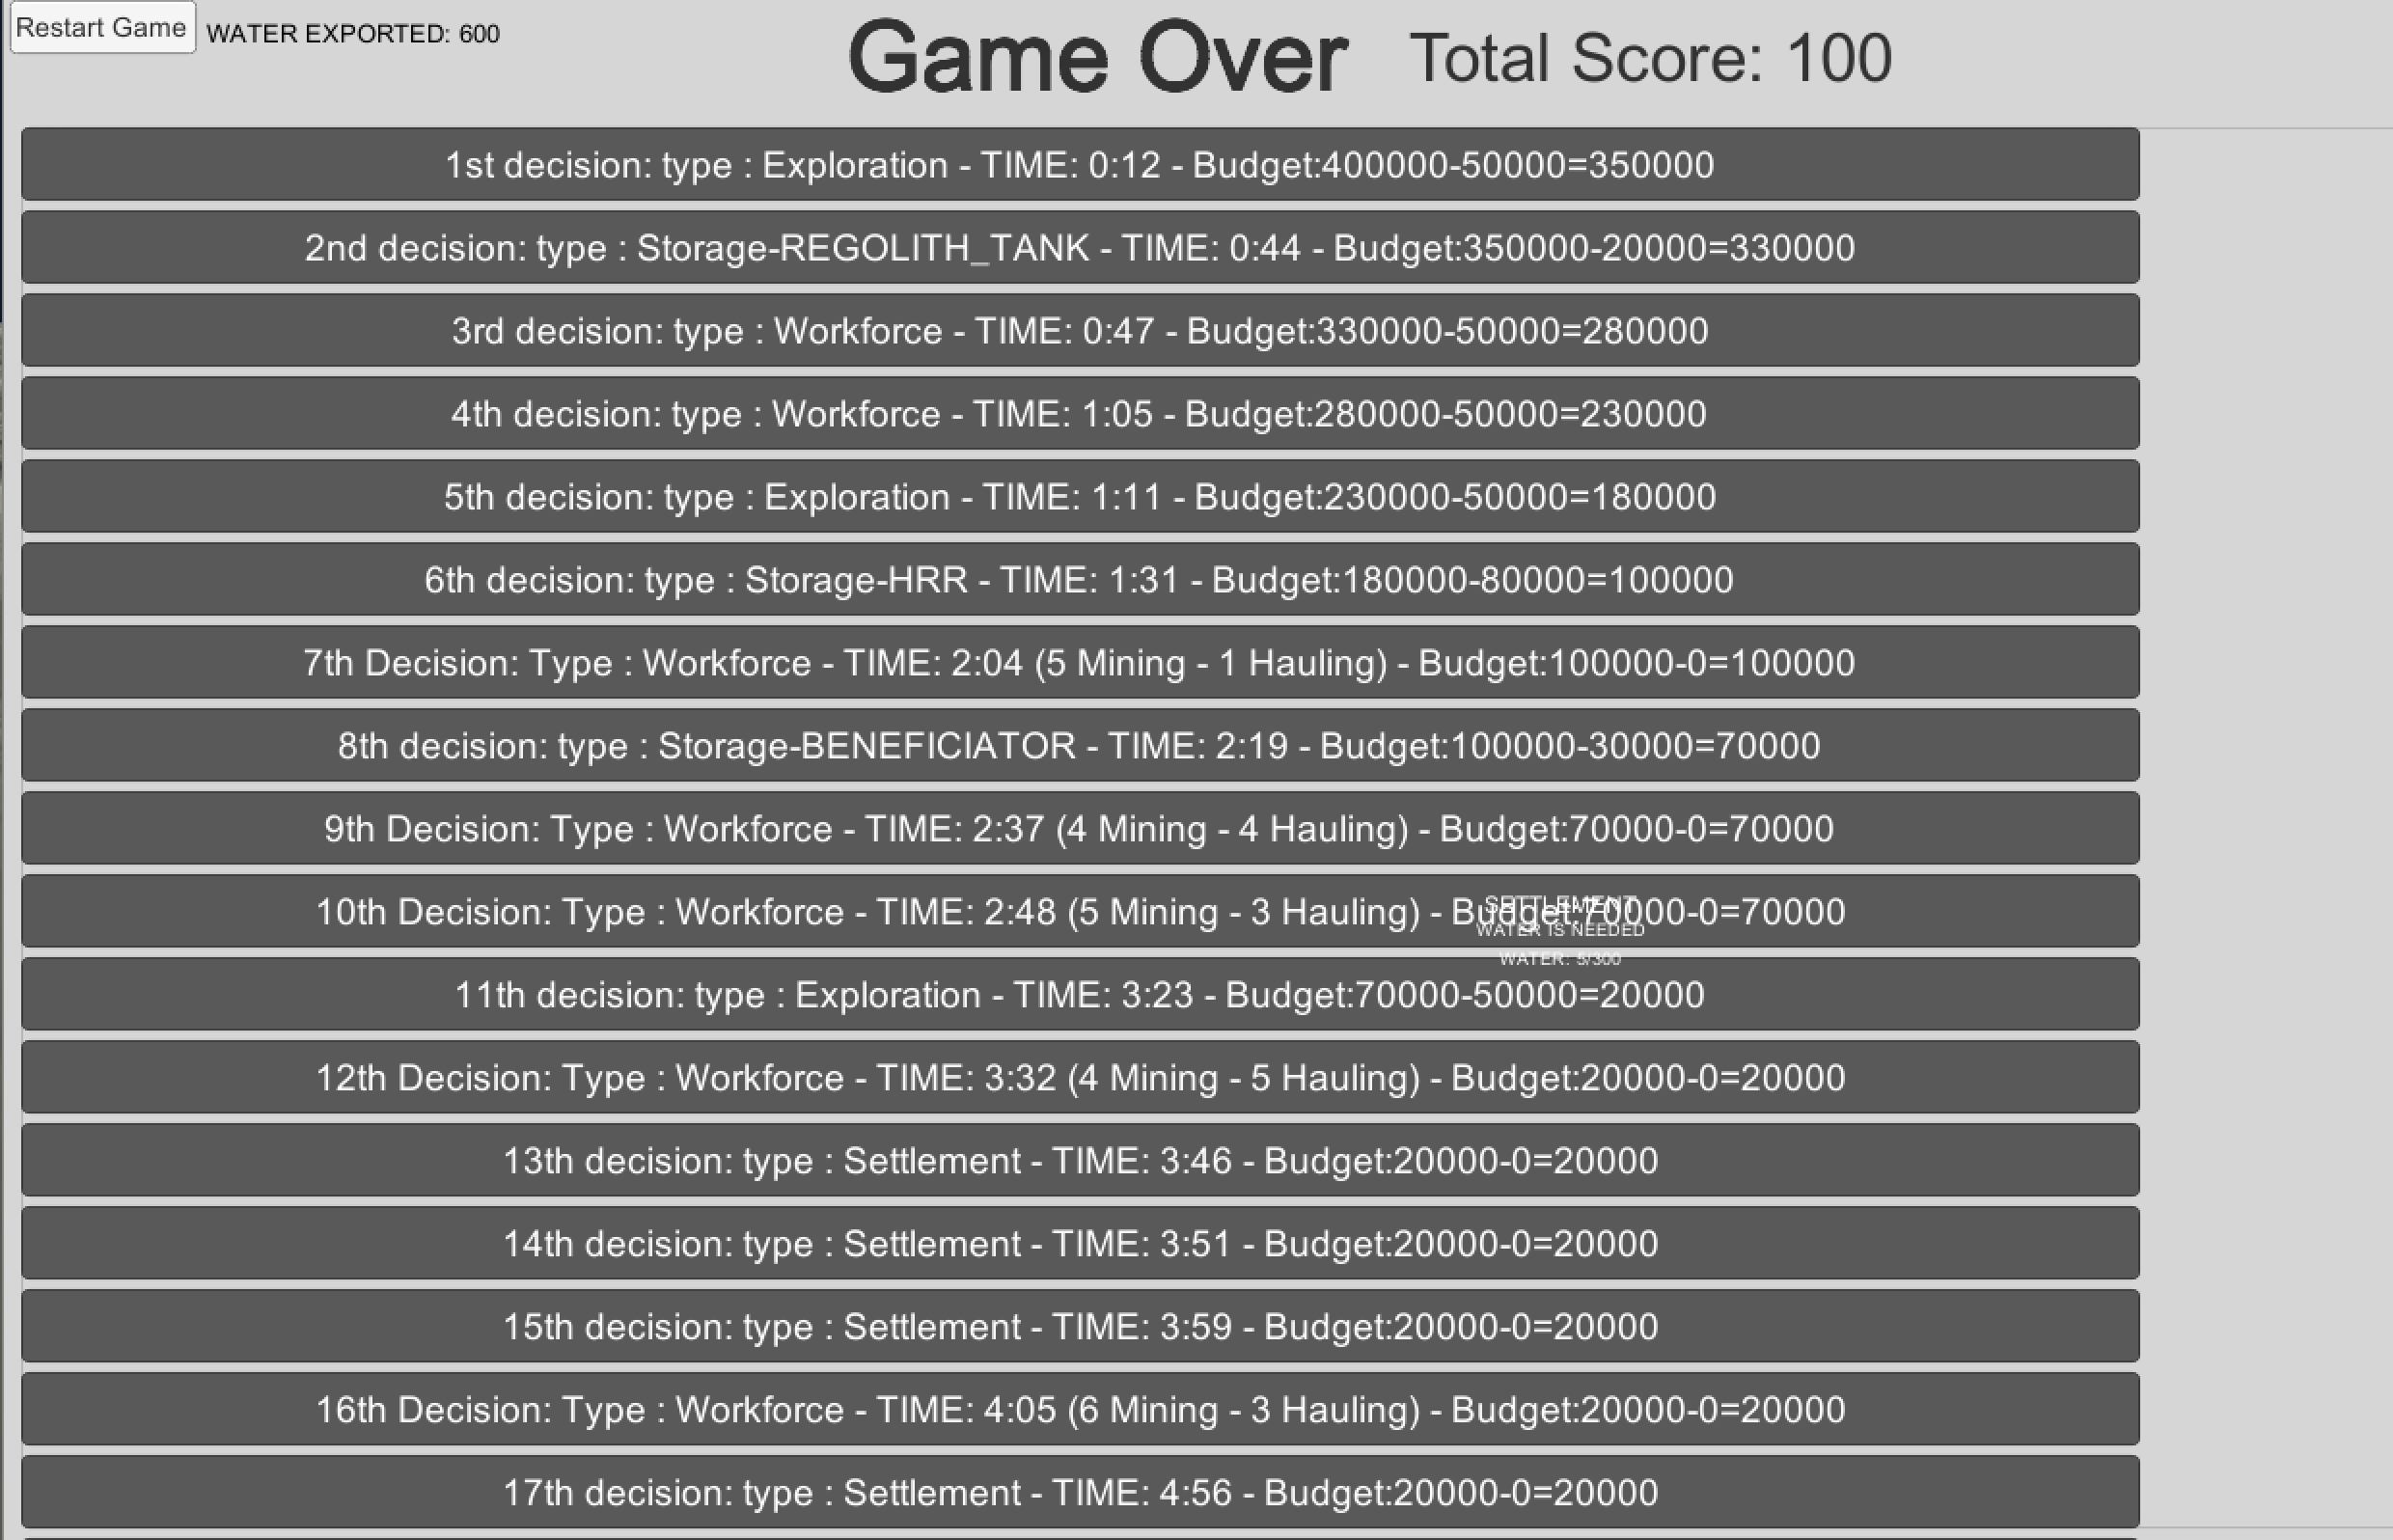 Restart Game
WATER EXPORTED: 600
Game Over
Total Score: 100
1st decision: type : Exploration - TIME: 0:12 - Budget:400000-50000=350000
2nd decision: type : Storage-REGOLITH_TANK - TIME: 0:44 - Budget:350000-20000=330000
3rd decision: type : Workforce - TIME: 0:47 - Budget:330000-50000=280000
4th decision: type : Workforce - TIME: 1:05 - Budget:280000-50000=230000
5th decision: type : Exploration - TIME: 1:11 - Budget:230000-50000=180000
6th decision: type : Storage-HRR - TIME: 1:31 - Budget:180000-80000=100000
7th Decision: Type : Workforce - TIME: 2:04 (5 Mining - 1 Hauling) - Budget:100000-0=100000
8th decision: type : Storage-BENEFICIATOR - TIME: 2:19 - Budget:100000-30000=70000
9th Decision: Type : Workforce - TIME: 2:37 (4 Mining - 4 Hauling) - Budget:70000-0=70000
10th Decision: Type : Workforce - TIME: 2:48 (5 Mining - 3 Hauling) - Budget:70000-0=70000
SETTLEMENT
WATER IS NEEDED
WATER: 5/300
11th decision: type : Exploration - TIME: 3:23 - Budget:70000-50000=20000
12th Decision: Type : Workforce - TIME: 3:32 (4 Mining - 5 Hauling) - Budget:20000-0=20000
13th decision: type : Settlement - TIME: 3:46 - Budget:20000-0=20000
14th decision: type : Settlement - TIME: 3:51 - Budget:20000-0=20000
15th decision: type : Settlement - TIME: 3:59 - Budget:20000-0=20000
16th Decision: Type : Workforce - TIME: 4:05 (6 Mining - 3 Hauling) - Budget:20000-0=20000
17th decision: type : Settlement - TIME: 4:56 - Budget:20000-0=20000